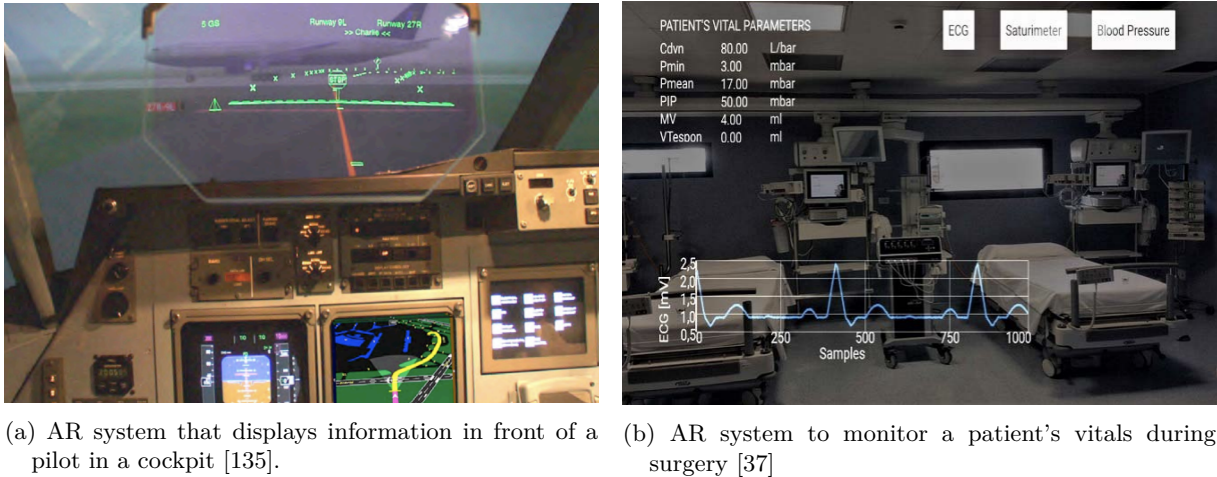 5 GS
Runway 9L Runway 27R
>> Charlie <<
STOP
PATIENT'S VITAL PARAMETERS
Cdvn 80.00 L/bar
Pmin 3.00 mbar
Pmean 17.00 mbar
PIP 50.00 mbar
MV 4.00 ml
VTespon 0.00 ml
ECG
Saturimeter
Blood Pressure
ECG [mV]
2,5
2,0
1,5
1,0
0,5
0 250 500 750 1000
Samples
(a) AR system that displays information in front of a
pilot in a cockpit [135].
(b) AR system to monitor a patient's vitals during
surgery [37]